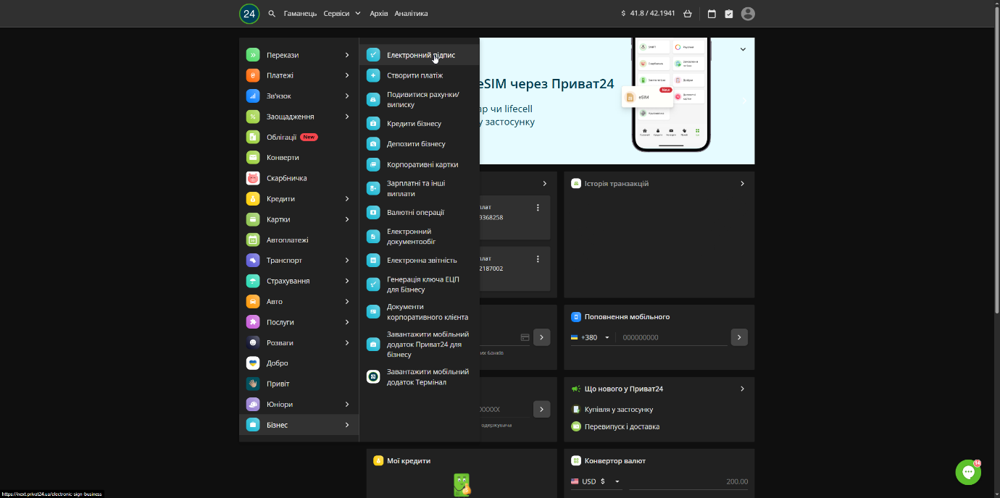 24
Гаманець Сервіси Архів Аналітика
$ 41.8 / 42.1941
Перекази
Платежі
Зв'язок
Заощадження
Облігації New
Конверти
Скарбничка
Кредити
Картки
Автоплатежі
Транспорт
Страхування
Авто
Послуги
Розваги
Добро
Привіт
Юніори
Бізнес
Електронний підпис
Створити платіж
Подивитися рахунки/
виписку
Кредити бізнесу
Депозити бізнесу
Корпоративні картки
Зарплатні та інші
виплати
Валютні операції
Електронний
документообіг
Електронна звітність
Генерація ключа ЕЦП
для Бізнесу
Документи
корпоративного клієнта
Завантажити мобільний
додаток Приват24 для
бізнесу
Завантажити мобільний
додаток Термінал
eSIM через Приват24
ар чи lifecell
у застосунку
SWIFT
New
eSIM
лат
9368258
лат
2187002
Історія транзакцій
их банків
Поповнення мобільного
+380 000000000
XXXXX
одержувача
Що нового у Приват24
Купівля у застосунку
Перевипуск і доставка
Мої кредити
Конвертор валют
USD $ 200.00
14
https://next.privat24.ua/electronic-sign-business